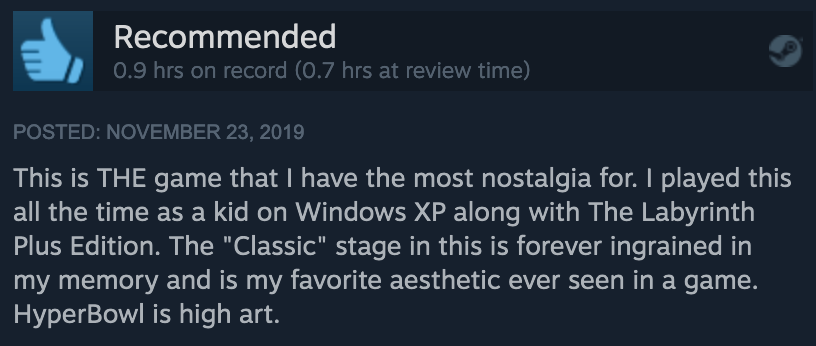 Recommended
0.9 hrs on record (0.7 hrs at review time)
POSTED: NOVEMBER 23, 2019
This is THE game that I have the most nostalgia for. I played this
all the time as a kid on Windows XP along with The Labyrinth
Plus Edition. The "Classic" stage in this is forever ingrained in
my memory and is my favorite aesthetic ever seen in a game.
HyperBowl is high art.